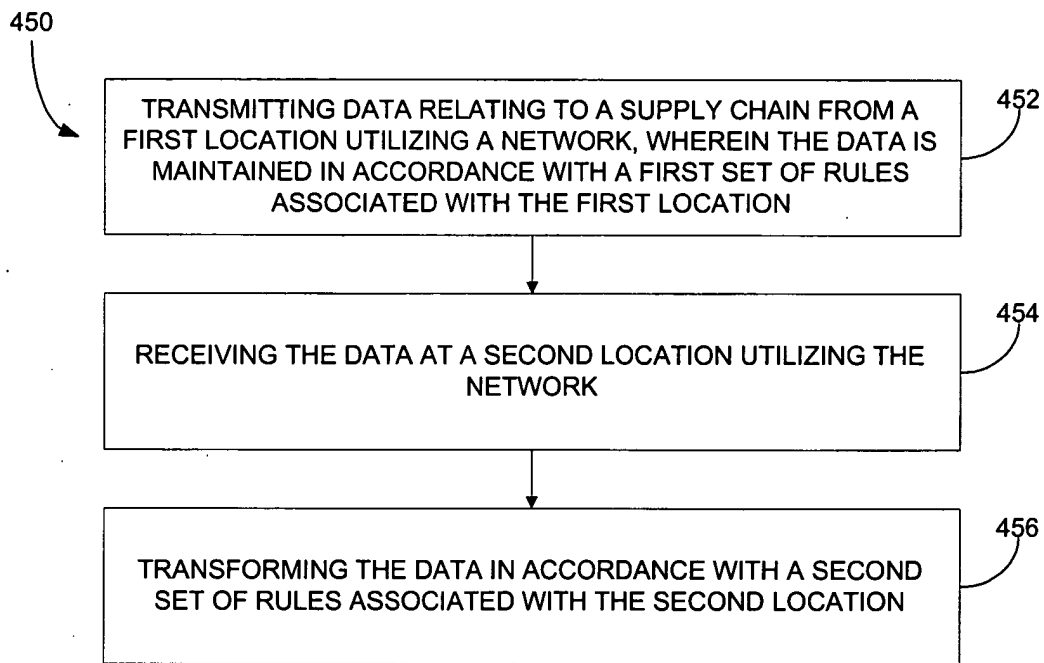 450
TRANSMITTING DATA RELATING TO A SUPPLY CHAIN FROM A
FIRST LOCATION UTILIZING A NETWORK, WHEREIN THE DATA IS
MAINTAINED IN ACCORDANCE WITH A FIRST SET OF RULES
ASSOCIATED WITH THE FIRST LOCATION
452
RECEIVING THE DATA AT A SECOND LOCATION UTILIZING THE
NETWORK
454
TRANSFORMING THE DATA IN ACCORDANCE WITH A SECOND
SET OF RULES ASSOCIATED WITH THE SECOND LOCATION
456